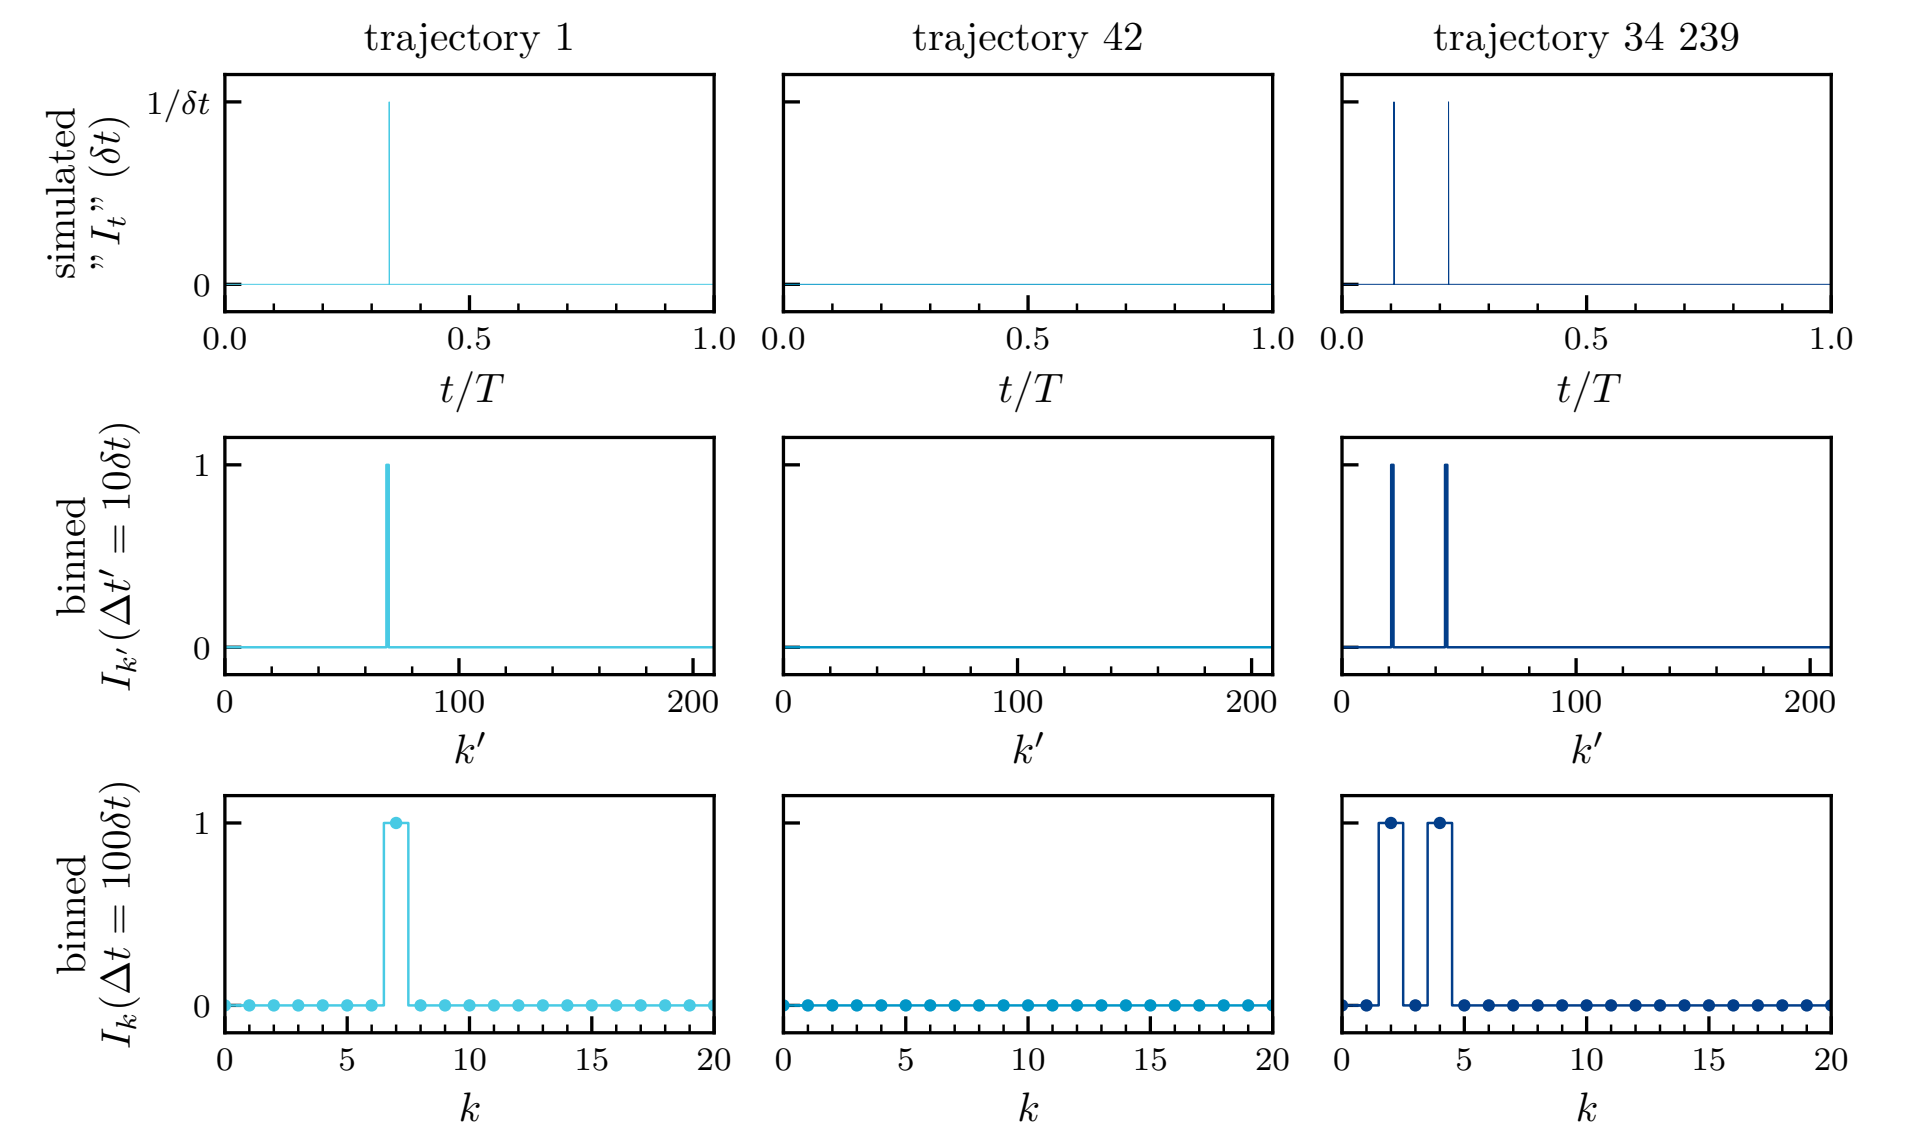 trajectory 1
trajectory 42
trajectory 34 239
simulated
”I_t” (δt)
1/δt
0
0.0 0.5 1.0
0.0 0.5 1.0
0.0 0.5 1.0
t/T
t/T
t/T
binned
I_{k′}(Δt′ = 10δt)
1
0
0 100 200
0 100 200
0 100 200
k′
k′
k′
binned
I_k(Δt = 100δt)
1
0
0 5 10 15 20
0 5 10 15 20
0 5 10 15 20
k
k
k